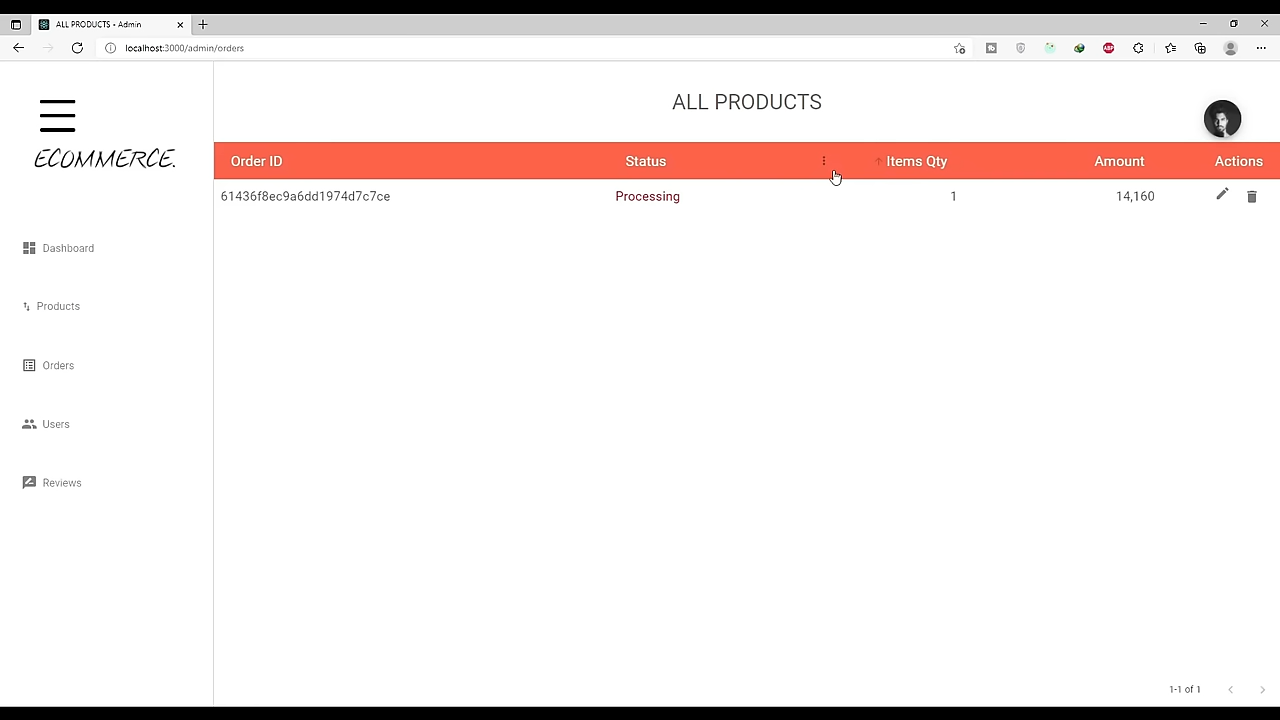 ALL PRODUCTS - Admin
localhost:3000/admin/orders
ABP
ECOMMERCE.
Dashboard
Products
Orders
Users
Reviews
ALL PRODUCTS
Order ID Status Items Qty Amount Actions
61436f8ec9a6dd1974d7c7ce Processing 1 14,160
1-1 of 1